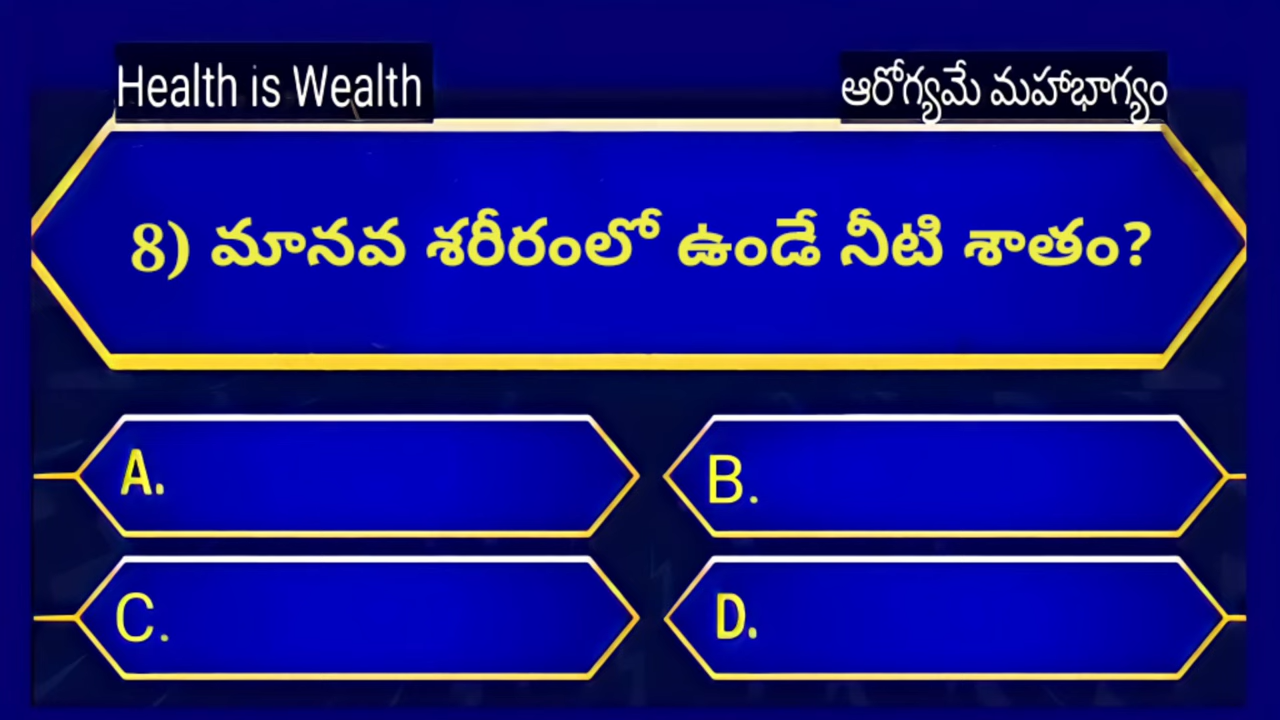 Health is Wealth
ఆరోగ్యమే మహాభాగ్యం
8) మానవ శరీరంలో ఉండే నీటి శాతం?
A.
B.
C.
D.